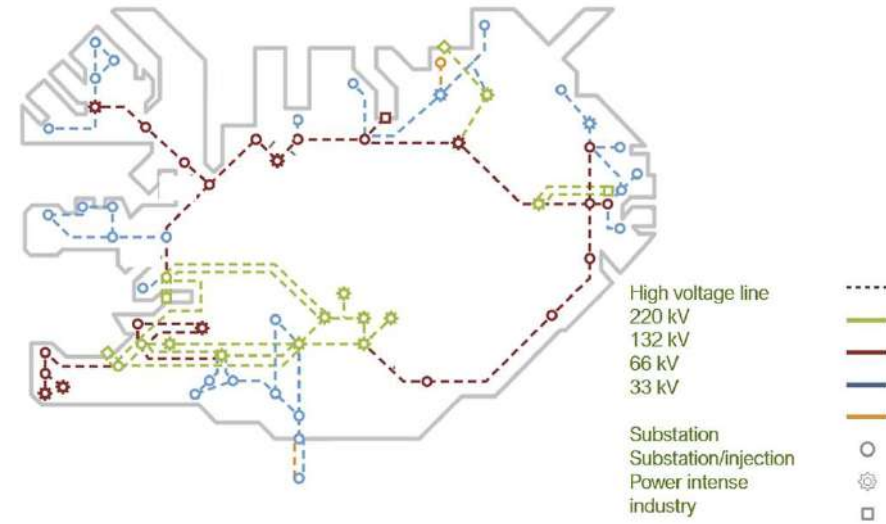 High voltage line
220 kV
132 kV
66 kV
33 kV
Substation
Substation/injection
Power intense
industry